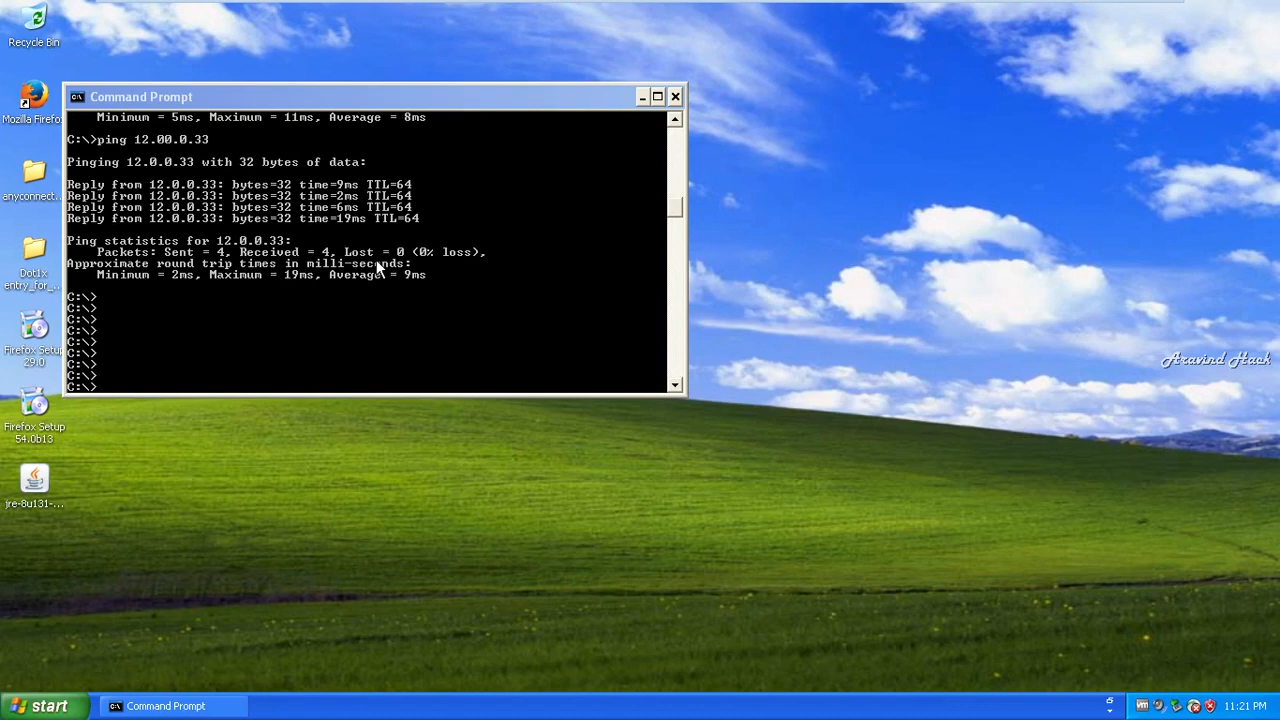 Recycle Bin
Mozilla Firefo
anyconnect...
Dot1x
entry_for_...
Firefox Setup
29.0
Firefox Setup
54.0b13
jre-8u131-...
Command Prompt
Minimum = 5ms, Maximum = 11ms, Average = 8ms
C:\>ping 12.00.0.33
Pinging 12.0.0.33 with 32 bytes of data:
Reply from 12.0.0.33: bytes=32 time=9ms TTL=64
Reply from 12.0.0.33: bytes=32 time=2ms TTL=64
Reply from 12.0.0.33: bytes=32 time=6ms TTL=64
Reply from 12.0.0.33: bytes=32 time=19ms TTL=64
Ping statistics for 12.0.0.33:
Packets: Sent = 4, Received = 4, Lost = 0 (0% loss),
Approximate round trip times in milli-seconds:
Minimum = 2ms, Maximum = 19ms, Average = 9ms
C:\>
C:\>
C:\>
C:\>
C:\>
C:\>
C:\>
C:\>
C:\>
Aravind Hack
start
Command Prompt
vm
11:21 PM